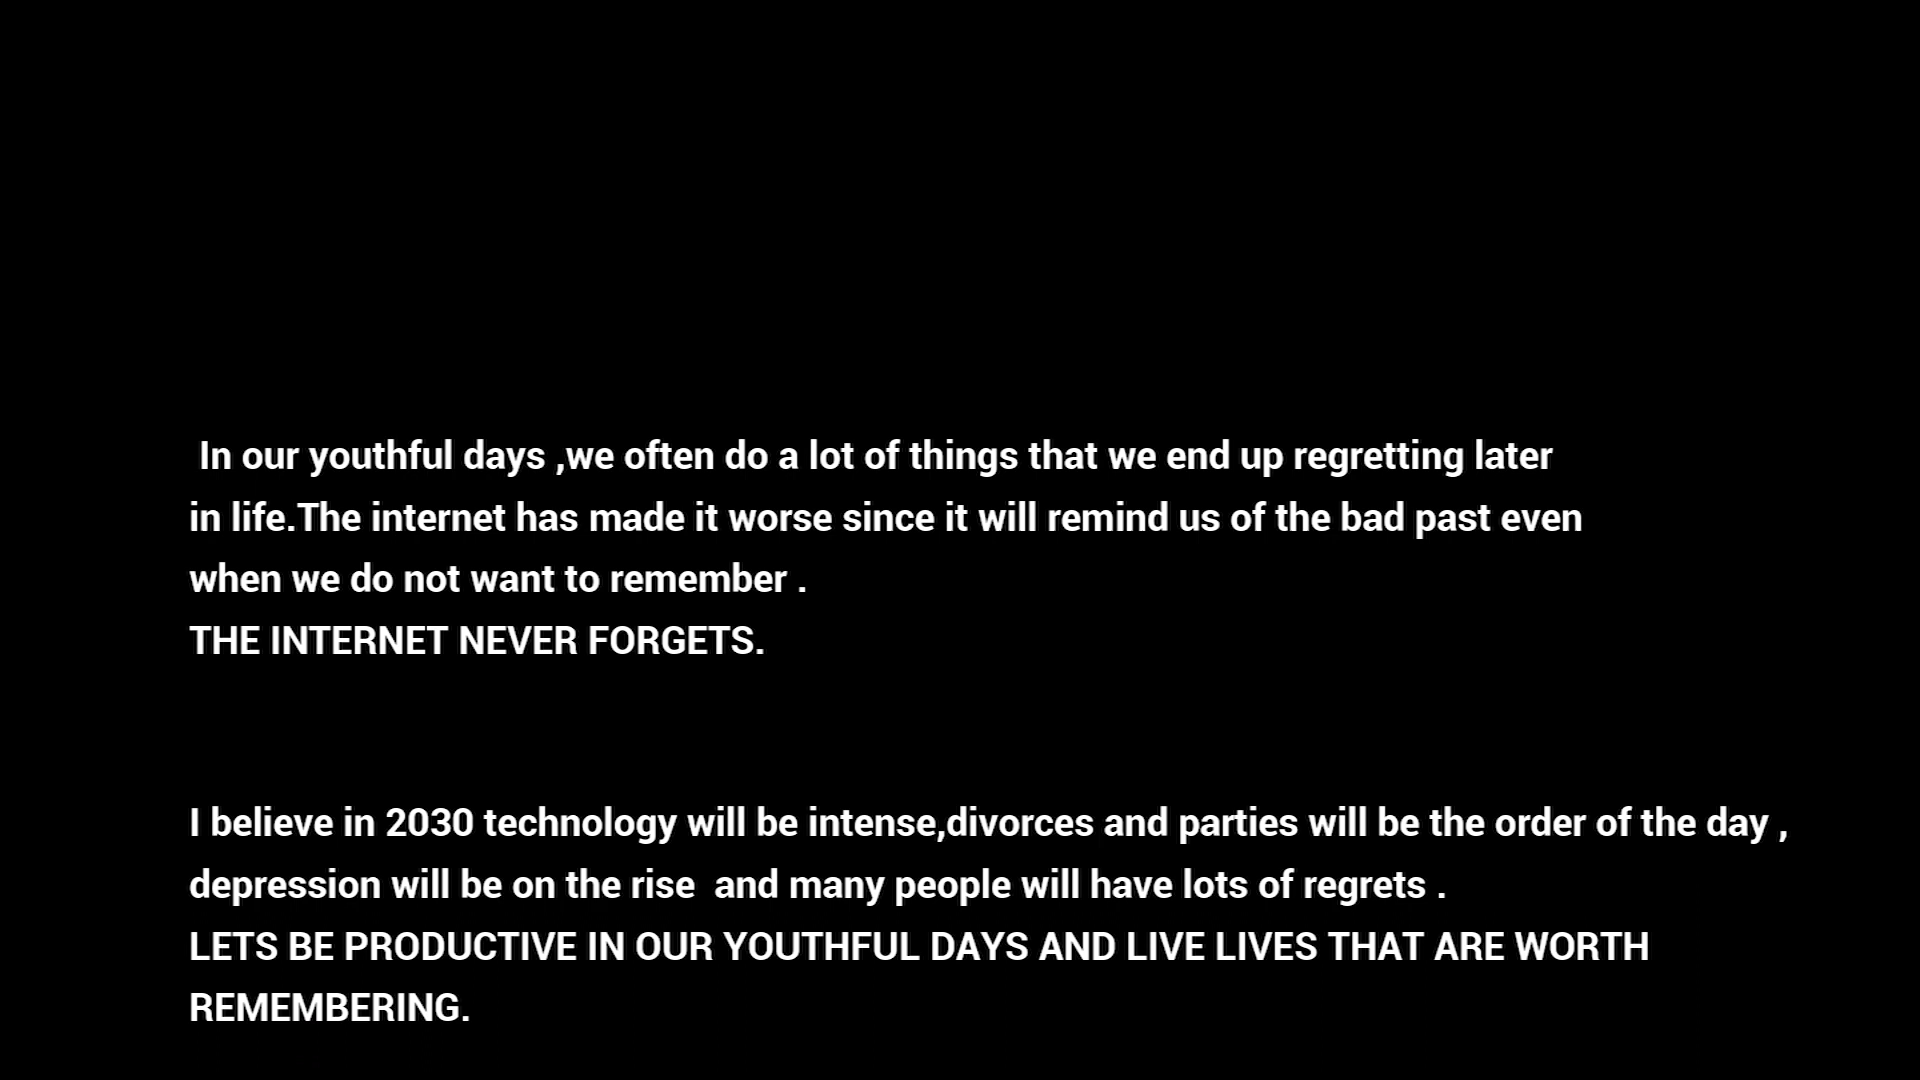 In our youthful days ,we often do a lot of things that we end up regretting later
in life.The internet has made it worse since it will remind us of the bad past even
when we do not want to remember .
THE INTERNET NEVER FORGETS.
I believe in 2030 technology will be intense,divorces and parties will be the order of the day ,
depression will be on the rise  and many people will have lots of regrets .
LETS BE PRODUCTIVE IN OUR YOUTHFUL DAYS AND LIVE LIVES THAT ARE WORTH
REMEMBERING.